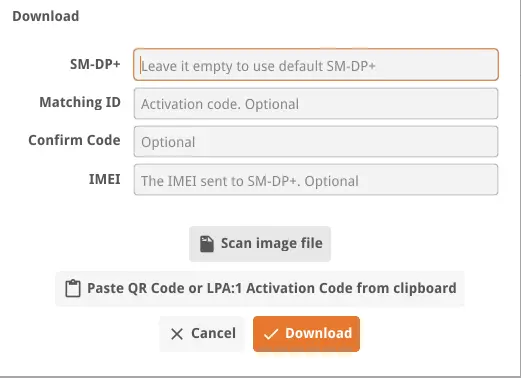 Download
SM-DP+ Leave it empty to use default SM-DP+
Matching ID Activation code. Optional
Confirm Code Optional
IMEI The IMEI sent to SM-DP+. Optional
Scan image file
Paste QR Code or LPA:1 Activation Code from clipboard
Cancel Download